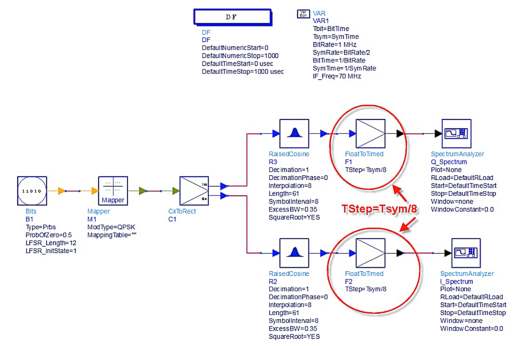 DF
DF
DF
DefaultNumericStart=0
DefaultNumericStop=1000
DefaultTimeStart=0 usec
DefaultTimeStop=1000 usec
VAR
VAR1
Tbit=BitTime
Tsym=SymTime
BitRate=1 MHz
SymRate=BitRate/2
BitTime=1/BitRate
SymTime=1/SymRate
IF_Freq=70 MHz
11010
Bits
B1
Type=Prbs
ProbOfZero=0.5
LFSR_Length=12
LFSR_InitState=1
Mapper
Mapper
M1
ModType=QPSK
MappingTable=""
CxToRect
C1
RaisedCosine
R3
Decimation=1
DecimationPhase=0
Interpolation=8
Length=61
SymbolInterval=8
ExcessBW=0.35
SquareRoot=YES
FloatToTimed
F1
TStep=Tsym/8
SpectrumAnalyzer
Q_Spectrum
Plot=None
RLoad=DefaultRLoad
Start=DefaultTimeStart
Stop=DefaultTimeStop
Window=none
WindowConstant=0.0
TStep=Tsym/8
RaisedCosine
R2
Decimation=1
DecimationPhase=0
Interpolation=8
Length=61
SymbolInterval=8
ExcessBW=0.35
SquareRoot=YES
FloatToTimed
F2
TStep=Tsym/8
SpectrumAnalyzer
I_Spectrum
Plot=None
RLoad=DefaultRLoad
Start=DefaultTimeStart
Stop=DefaultTimeStop
Window=none
WindowConstant=0.0